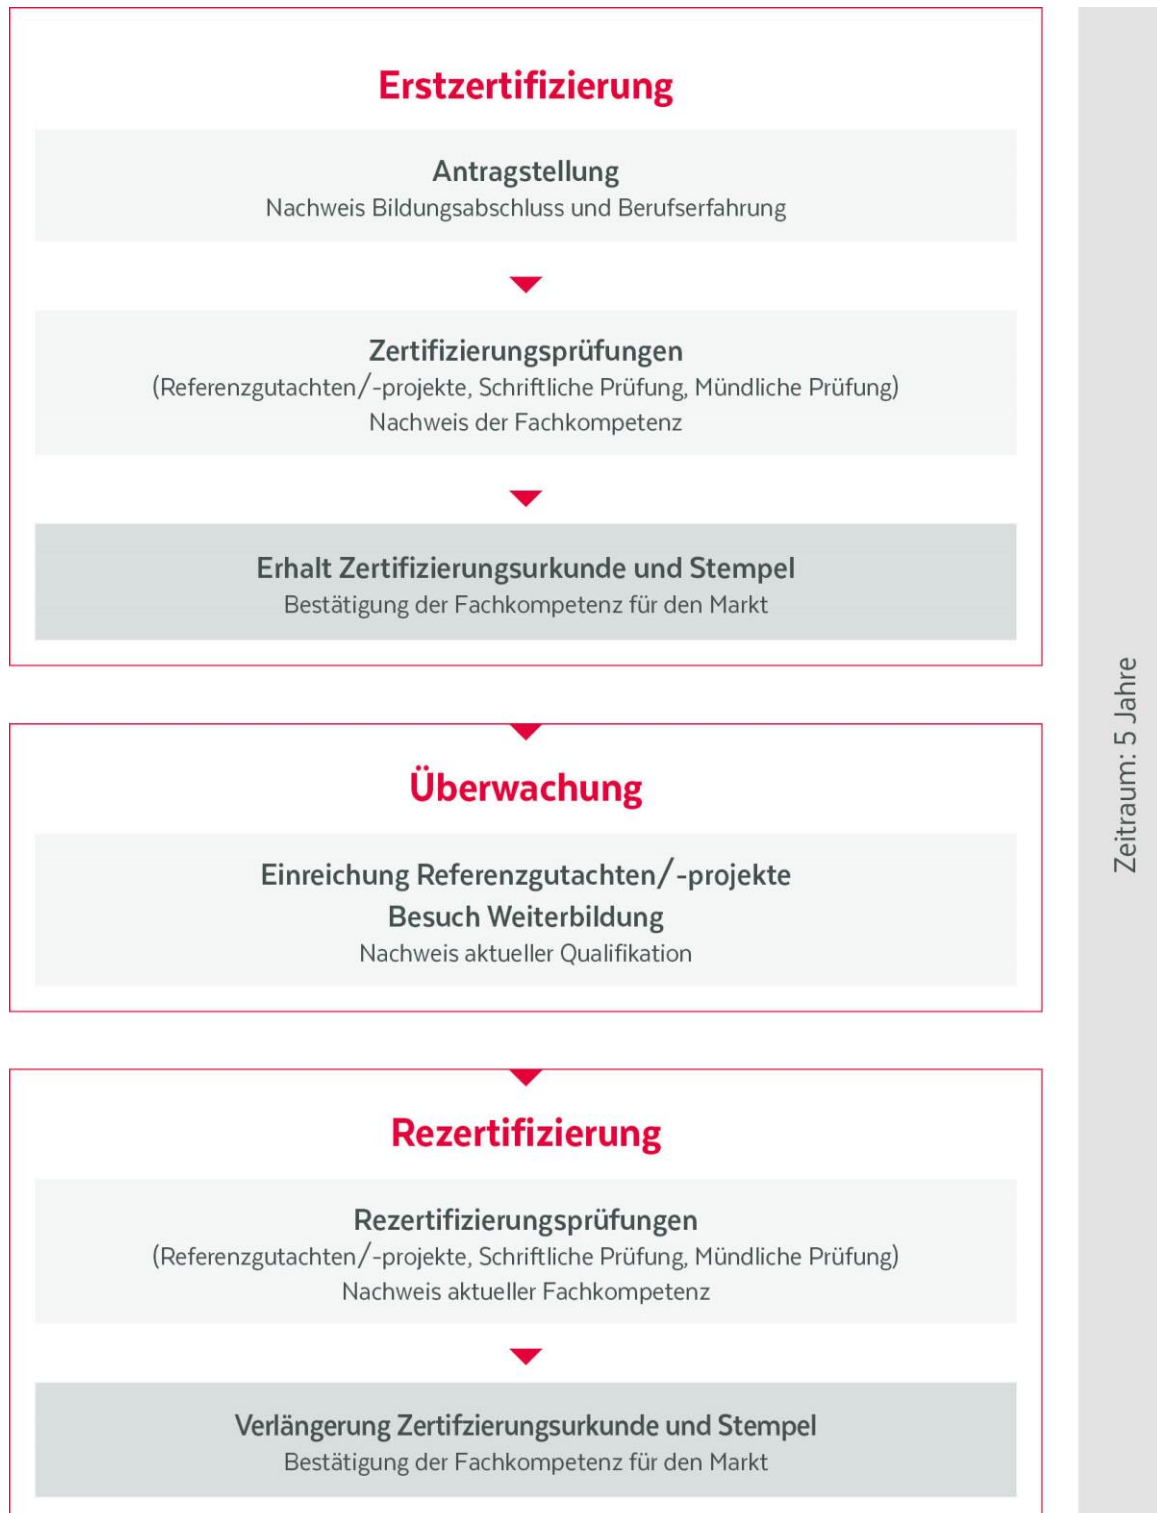 Erstzertifizierung
Antragstellung
Nachweis Bildungsabschluss und Berufserfahrung
Zertifizierungsprüfungen
(Referenzgutachten/-projekte, Schriftliche Prüfung, Mündliche Prüfung)
Nachweis der Fachkompetenz
Erhalt Zertifizierungsurkunde und Stempel
Bestätigung der Fachkompetenz für den Markt
Überwachung
Einreichung Referenzgutachten/-projekte
Besuch Weiterbildung
Nachweis aktueller Qualifikation
Rezertifizierung
Rezertifizierungsprüfungen
(Referenzgutachten/-projekte, Schriftliche Prüfung, Mündliche Prüfung)
Nachweis aktueller Fachkompetenz
Verlängerung Zertifzierungsurkunde und Stempel
Bestätigung der Fachkompetenz für den Markt
Zeitraum: 5 Jahre